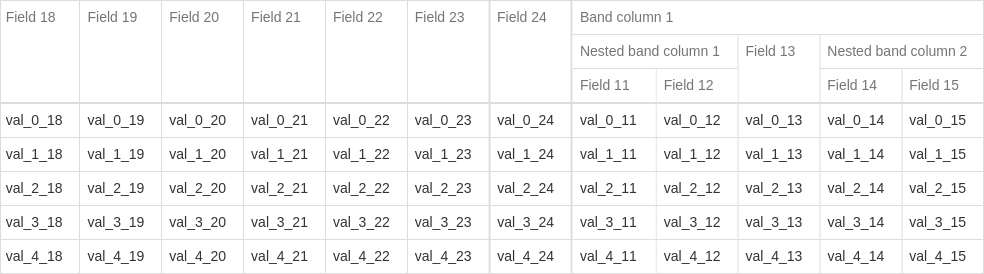 Field 18 Field 19 Field 20 Field 21 Field 22 Field 23 Field 24 Band column 1
Nested band column 1 Field 13 Nested band column 2
Field 11 Field 12 Field 14 Field 15
val_0_18 val_0_19 val_0_20 val_0_21 val_0_22 val_0_23 val_0_24 val_0_11 val_0_12 val_0_13 val_0_14 val_0_15
val_1_18 val_1_19 val_1_20 val_1_21 val_1_22 val_1_23 val_1_24 val_1_11 val_1_12 val_1_13 val_1_14 val_1_15
val_2_18 val_2_19 val_2_20 val_2_21 val_2_22 val_2_23 val_2_24 val_2_11 val_2_12 val_2_13 val_2_14 val_2_15
val_3_18 val_3_19 val_3_20 val_3_21 val_3_22 val_3_23 val_3_24 val_3_11 val_3_12 val_3_13 val_3_14 val_3_15
val_4_18 val_4_19 val_4_20 val_4_21 val_4_22 val_4_23 val_4_24 val_4_11 val_4_12 val_4_13 val_4_14 val_4_15